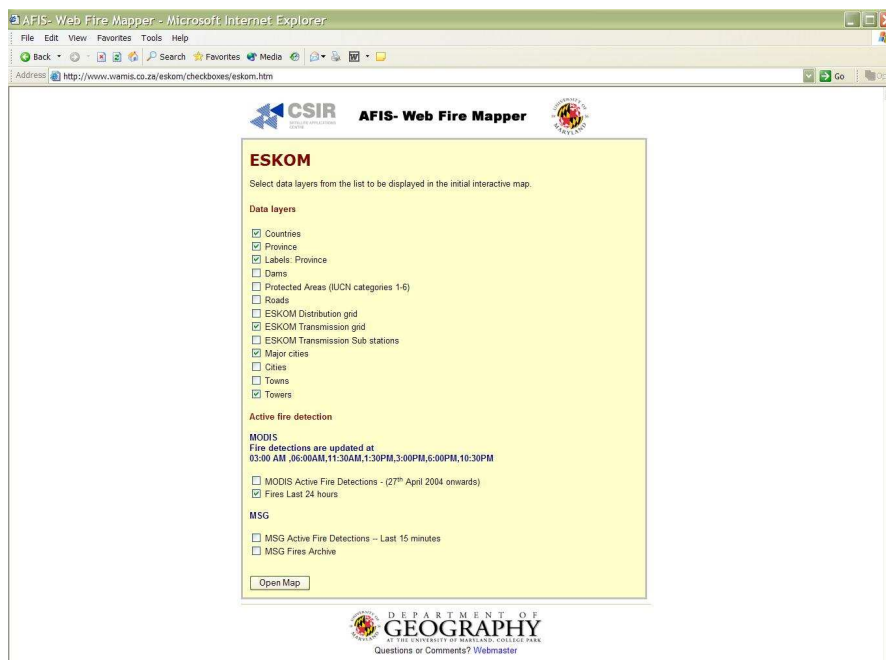 AFIS- Web Fire Mapper - Microsoft Internet Explorer
File Edit View Favorites Tools Help
Back Search Favorites Media
Address http://www.wamis.co.za/eskom/checkboxes/eskom.htm Go
CSIR
SATELLITE APPLICATIONS
CENTRE
AFIS- Web Fire Mapper
ESKOM
Select data layers from the list to be displayed in the initial interactive map.
Data layers
Countries
Province
Labels: Province
Dams
Protected Areas (IUCN categories 1-6)
Roads
ESKOM Distribution grid
ESKOM Transmission grid
ESKOM Transmission Sub stations
Major cities
Cities
Towns
Towers
Active fire detection
MODIS
Fire detections are updated at
03:00 AM ,06:00AM,11:30AM,1:30PM,3:00PM,6:00PM,10:30PM
MODIS Active Fire Detections - (27th April 2004 onwards)
Fires Last 24 hours
MSG
MSG Active Fire Detections -- Last 15 minutes
MSG Fires Archive
Open Map
DEPARTMENT OF
GEOGRAPHY
AT THE UNIVERSITY OF MARYLAND, COLLEGE PARK
Questions or Comments? Webmaster